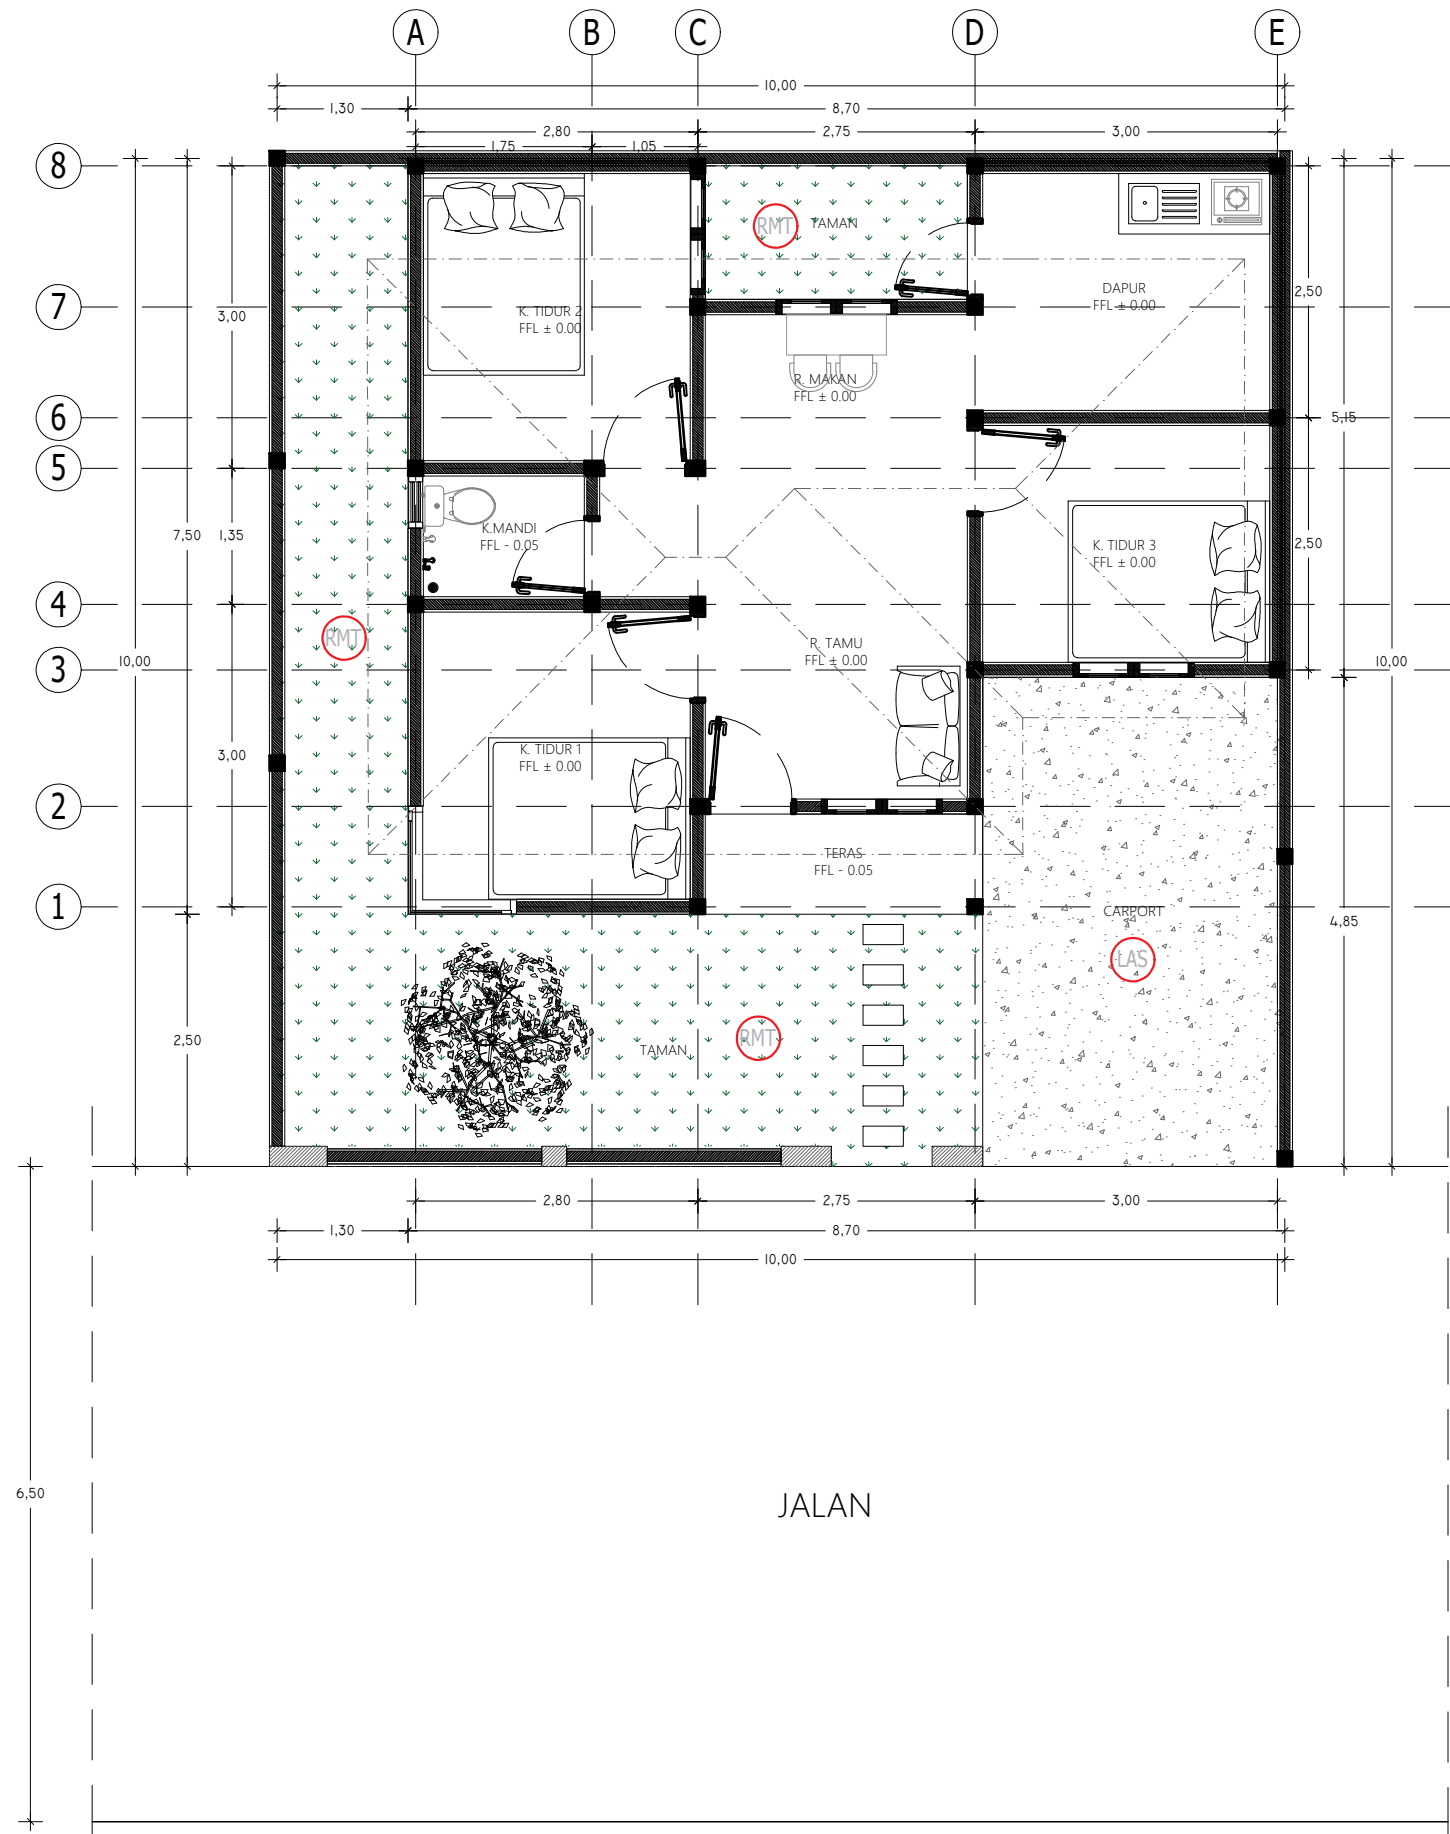 A B C D E
10,00
1,30 8,70
2,80 2,75 3,00
1,75 1,05
8
RMT TAMAN
7
3,00
K. TIDUR 2
FFL ± 0.00
DAPUR
FFL ± 0.00
2,50
R. MAKAN
FFL ± 0.00
6
5,15
5
7,50 1,35
K.MANDI
FFL - 0.05
K. TIDUR 3
FFL ± 0.00
2,50
4
RMT
R. TAMU
FFL ± 0.00
10,00
10,00
3
3,00
K. TIDUR 1
FFL ± 0.00
2
TERAS
FFL - 0.05
1
CARPORT
4,85
LAS
2,50
TAMAN
RMT
2,80 2,75 3,00
1,30 8,70
10,00
6,50
JALAN